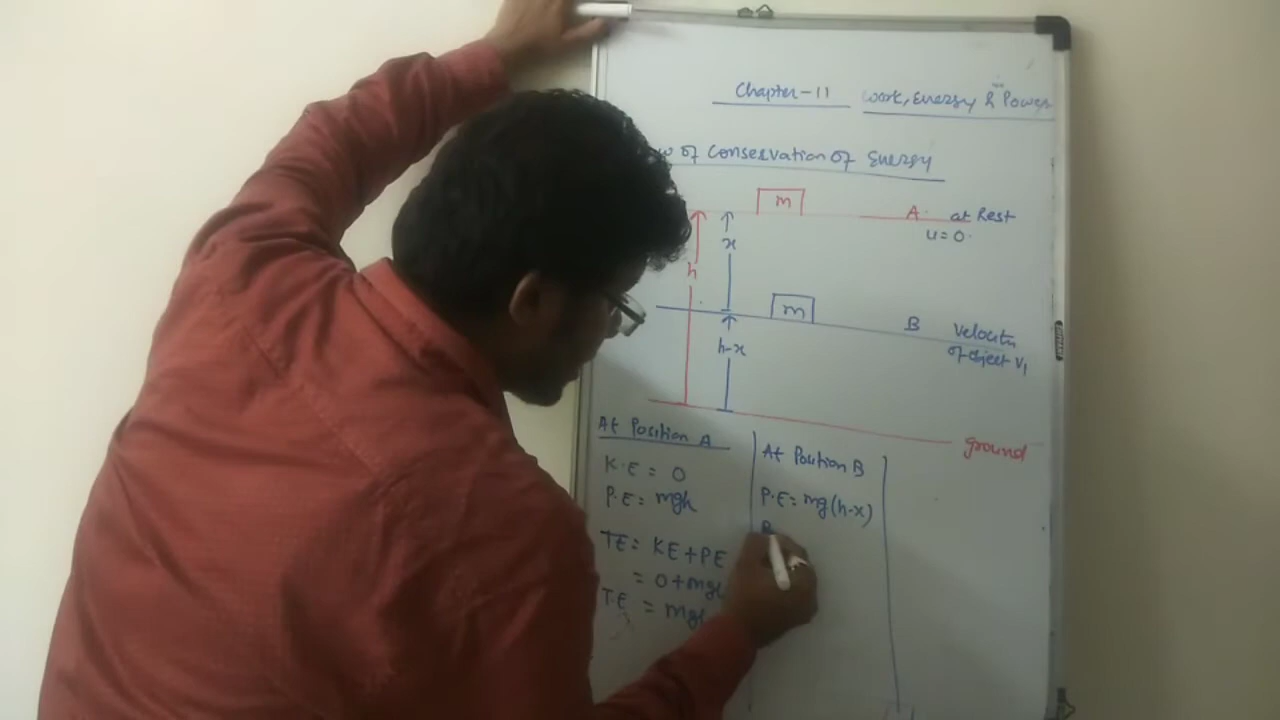 Chapter-11 Work, Energy & Power
of Conservation Of Energy
m
A. at Rest
u=0.
x
h
m
B Velocity
of object v₁
h-x
ground
At Position A
K.E = 0
P.E = mgh
TE = KE+PE
= 0+mgh
T.E = mgh
At Position B
P.E = mg(h-x)